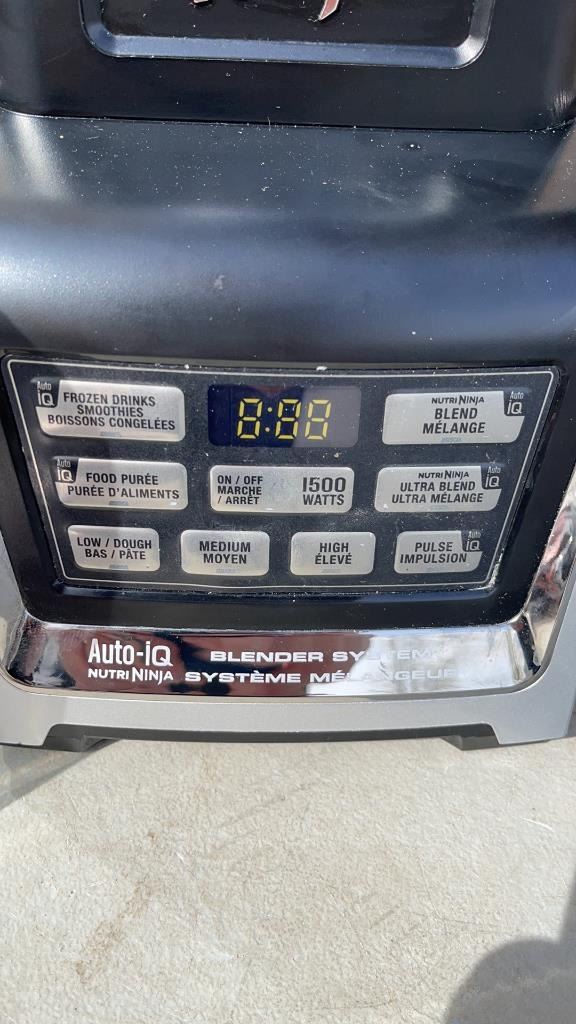 Auto iQ
FROZEN DRINKS
SMOOTHIES
BOISSONS CONGELÉES
8:88
NUTRI NINJA
Auto iQ
BLEND
MÉLANGE
Auto iQ
FOOD PURÉE
PURÉE D'ALIMENTS
ON / OFF
MARCHE
/ ARRÊT
1500
WATTS
NUTRI NINJA
Auto iQ
ULTRA BLEND
ULTRA MÉLANGE
LOW / DOUGH
BAS / PÂTE
MEDIUM
MOYEN
HIGH
ÉLEVÉ
PULSE
IMPULSION
Auto iQ
Auto-iQ
NUTRI NINJA
BLENDER SYSTEM
SYSTÈME MÉLANGEUR